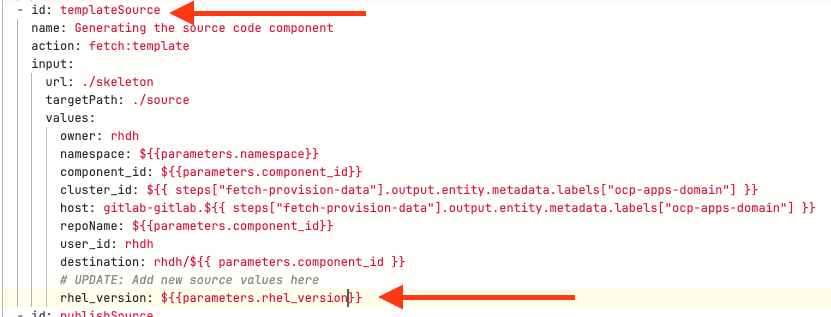 - id: templateSource
name: Generating the source code component
action: fetch:template
input:
url: ./skeleton
targetPath: ./source
values:
owner: rhdh
namespace: ${{parameters.namespace}}
component_id: ${{parameters.component_id}}
cluster_id: ${{ steps["fetch-provision-data"].output.entity.metadata.labels["ocp-apps-domain"] }}
host: gitlab-gitlab.${{ steps["fetch-provision-data"].output.entity.metadata.labels["ocp-apps-domain"] }}
repoName: ${{parameters.component_id}}
user_id: rhdh
destination: rhdh/${{ parameters.component_id }}
# UPDATE: Add new source values here
rhel_version: ${{parameters.rhel_version}}
- id: publishSource